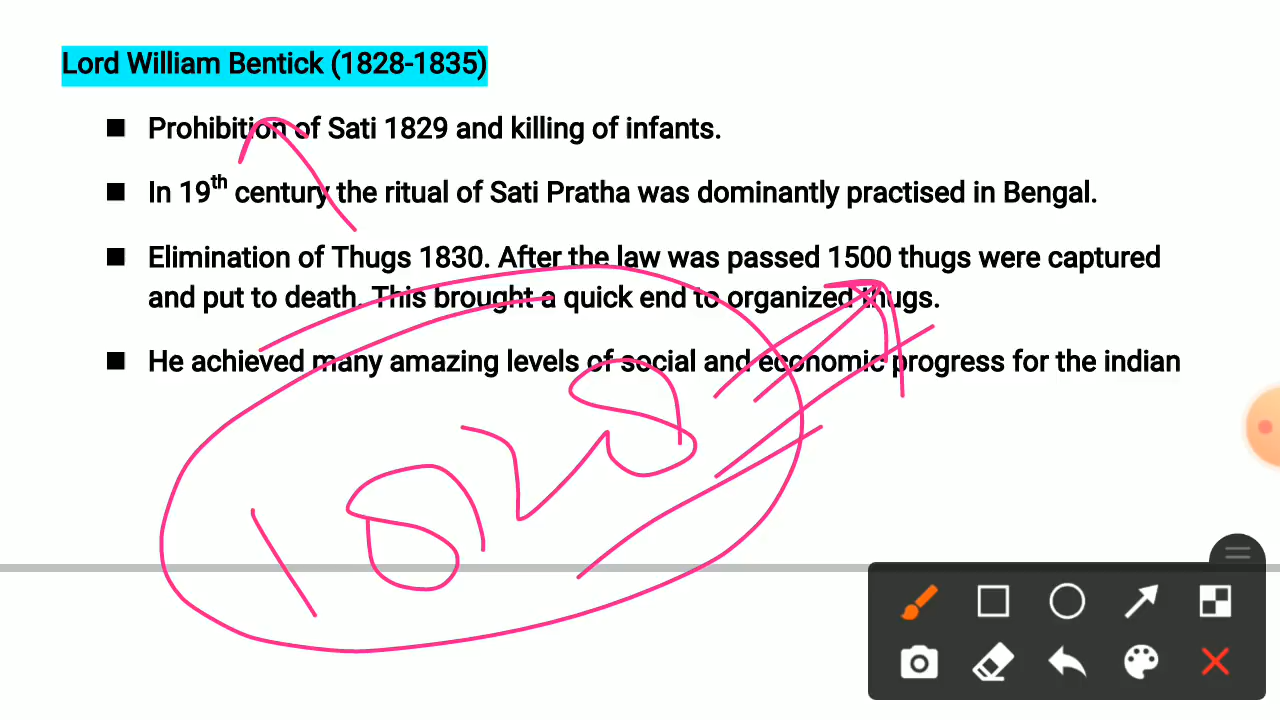 Lord William Bentick (1828-1835)
■ Prohibition of Sati 1829 and killing of infants.
■ In 19th century the ritual of Sati Pratha was dominantly practised in Bengal.
■ Elimination of Thugs 1830. After the law was passed 1500 thugs were captured
and put to death. This brought a quick end to organized thugs.
■ He achieved many amazing levels of social and economic progress for the indian
1828